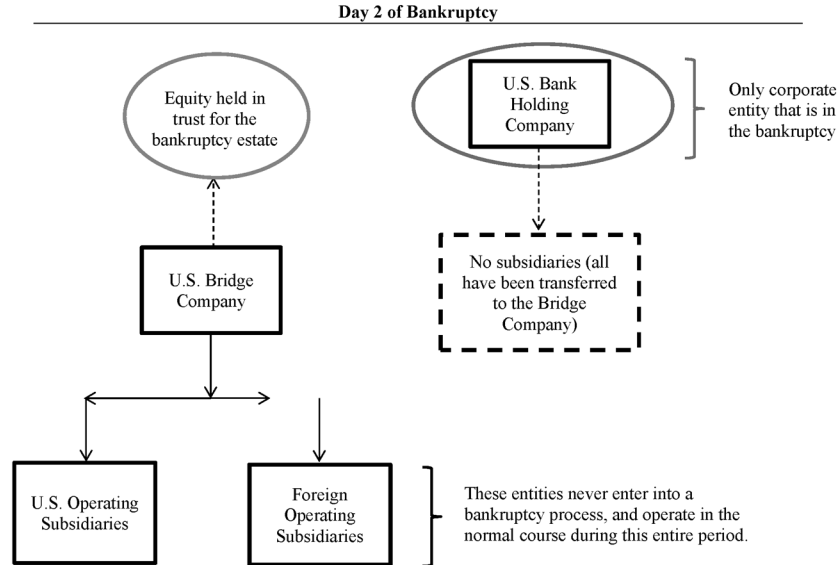 Day 2 of Bankruptcy
Equity held in
trust for the
bankruptcy estate
U.S. Bank
Holding
Company
Only corporate
entity that is in
the bankruptcy
U.S. Bridge
Company
No subsidiaries (all
have been transferred
to the Bridge
Company)
U.S. Operating
Subsidiaries
Foreign
Operating
Subsidiaries
These entities never enter into a
bankruptcy process, and operate in the
normal course during this entire period.